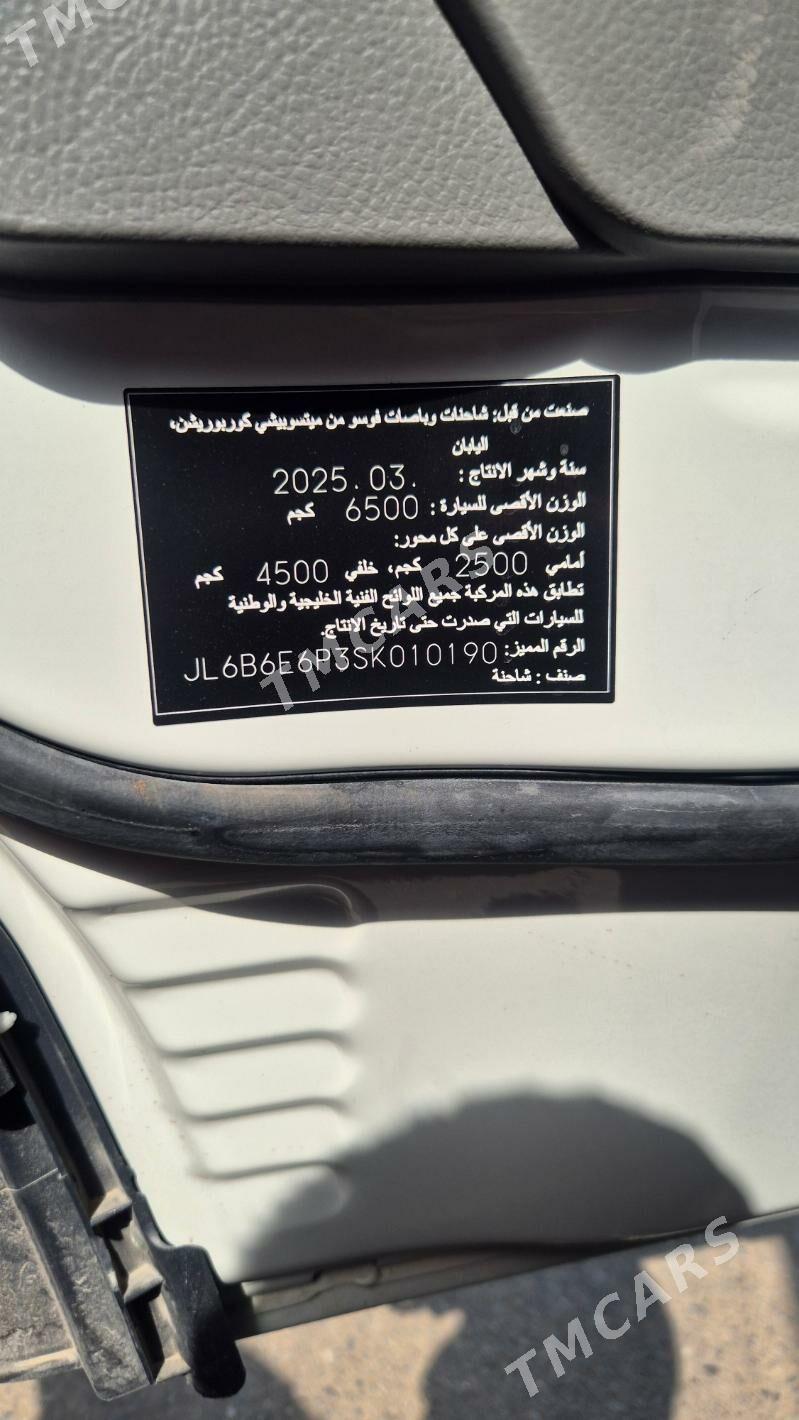 TMCARS
صنعت من قبل: شاحنات وباصات فوسو من ميتسوبيشي كوربوريشن،
اليابان
سنة وشهر الانتاج : 2025.03.
الوزن الأقصى للسيارة : 6500 كجم
الوزن الأقصى على كل محور:
أمامي 2500 كجم، خلفي 4500 كجم
تطابق هذه المركبة جميع اللوائح الفنية الخليجية والوطنية
للسيارات التي صدرت حتى تاريخ الانتاج.
الرقم المميز: JL6B6E6P3SK010190
صنف : شاحنة
TMCARS
TMCARS